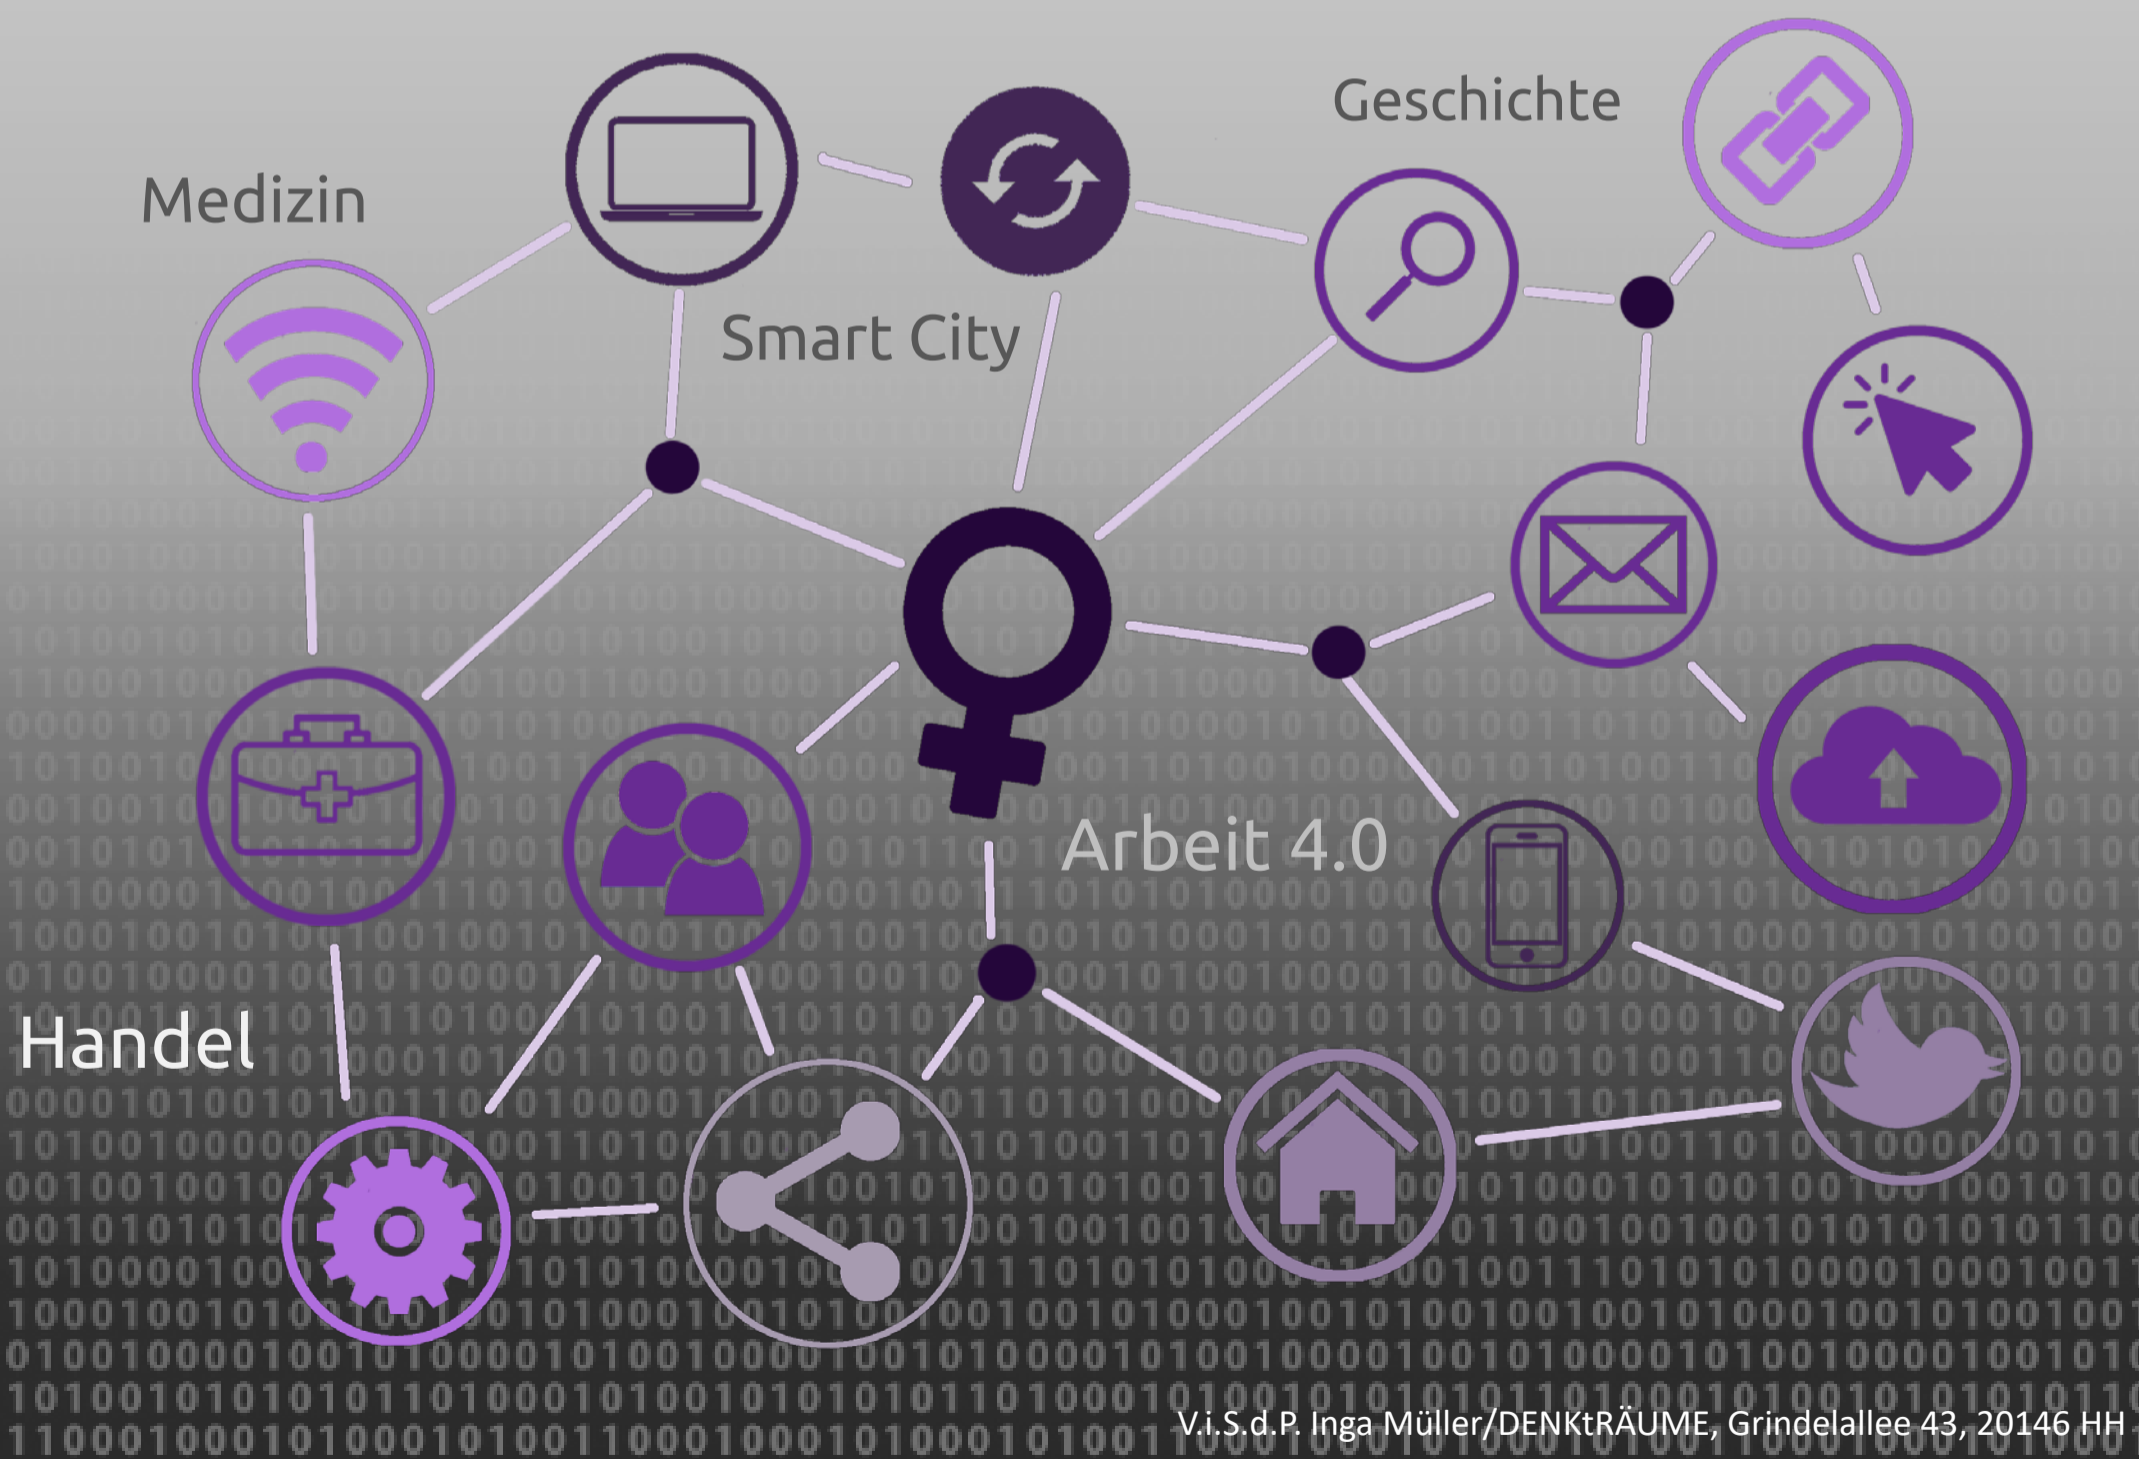 Geschichte
Medizin
Smart City
Arbeit 4.0
Handel
V.i.S.d.P. Inga Müller/DENKtRÄUME, Grindelallee 43, 20146 HH